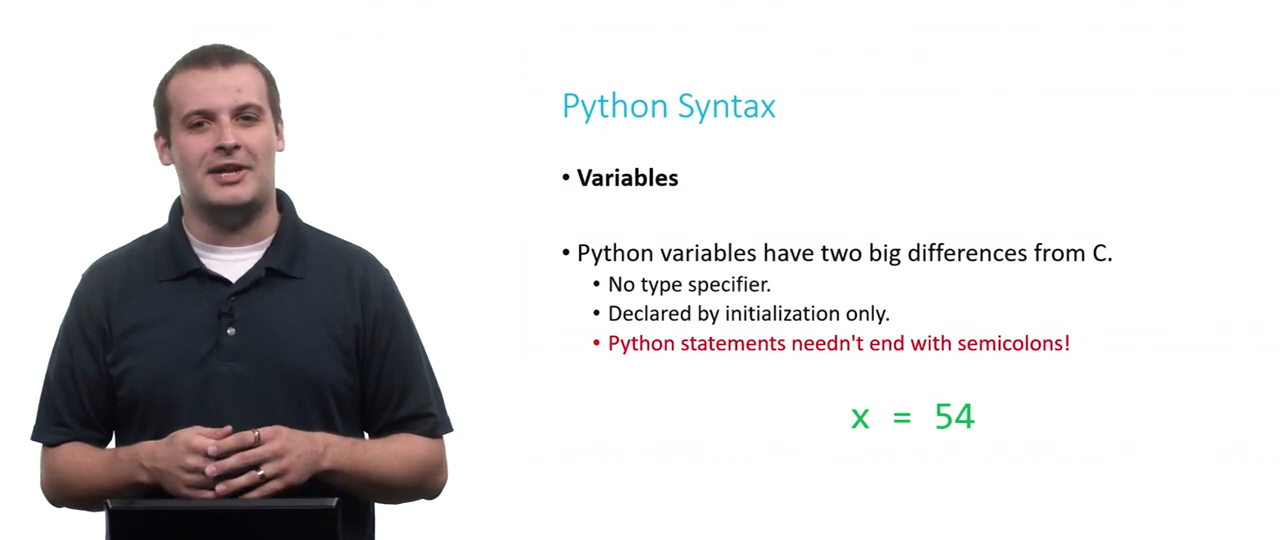 Python Syntax
• Variables
• Python variables have two big differences from C.
• No type specifier.
• Declared by initialization only.
• Python statements needn't end with semicolons!
x = 54